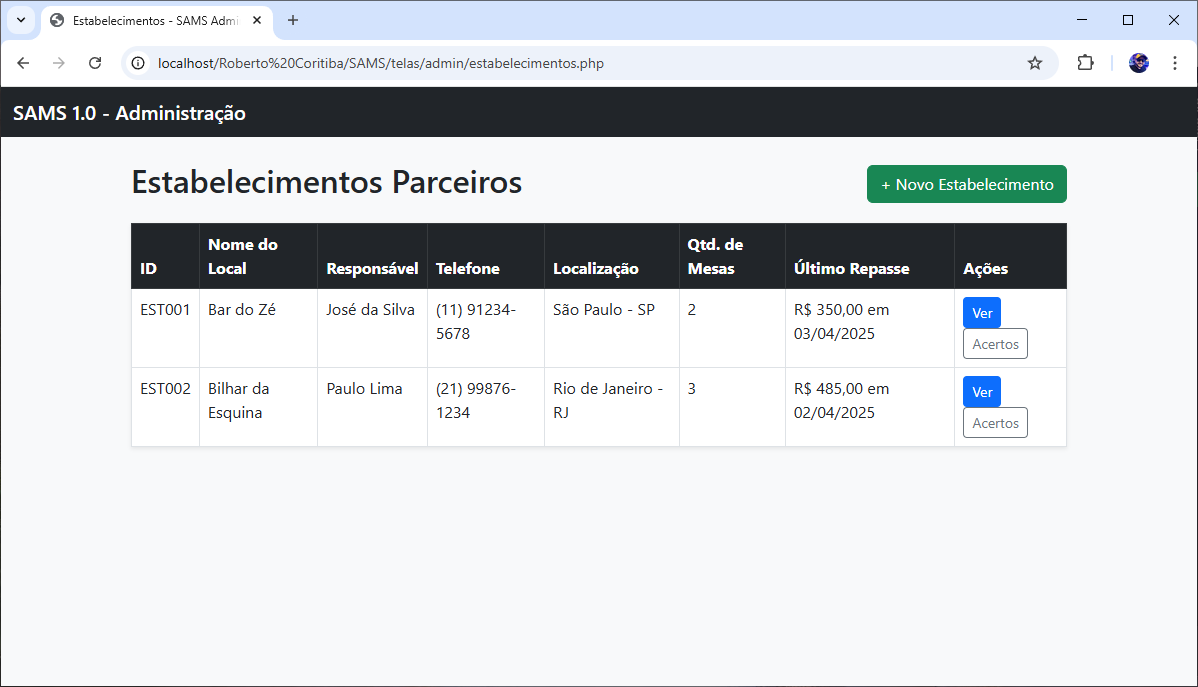 Estabelecimentos - SAMS Admi
localhost/Roberto%20Coritiba/SAMS/telas/admin/estabelecimentos.php
SAMS 1.0 - Administração
Estabelecimentos Parceiros
+ Novo Estabelecimento
ID
Nome do
Local
Responsável
Telefone
Localização
Qtd. de
Mesas
Último Repasse
Ações
EST001
Bar do Zé
José da Silva
(11) 91234-
5678
São Paulo - SP
2
R$ 350,00 em
03/04/2025
Ver
Acertos
EST002
Bilhar da
Esquina
Paulo Lima
(21) 99876-
1234
Rio de Janeiro -
RJ
3
R$ 485,00 em
02/04/2025
Ver
Acertos